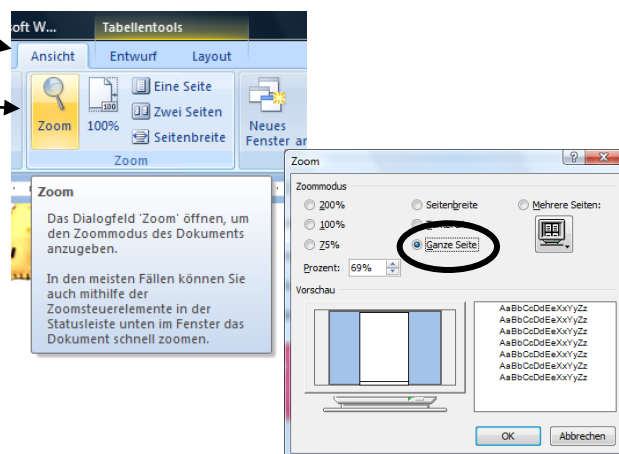 soft W... Tabellentools
Ansicht Entwurf Layout
Zoom
100%
100
Eine Seite
Zwei Seiten
Seitenbreite
Neues
Fenster
Zoom
Zoom
Das Dialogfeld 'Zoom' öffnen, um
den Zoommodus des Dokuments
anzugeben.
In den meisten Fällen können Sie
auch mithilfe der
Zoomsteuerelemente in der
Statusleiste unten im Fenster das
Dokument schnell zoomen.
Zoom
Zoommodus
200% Seitenbreite Mehrere Seiten:
100%
75% Ganze Seite
Prozent: 69%
Vorschau
AaBbCcDdEeXxYyZz
AaBbCcDdEeXxYyZz
AaBbCcDdEeXxYyZz
AaBbCcDdEeXxYyZz
AaBbCcDdEeXxYyZz
AaBbCcDdEeXxYyZz
AaBbCcDdEeXxYyZz
OK Abbrechen